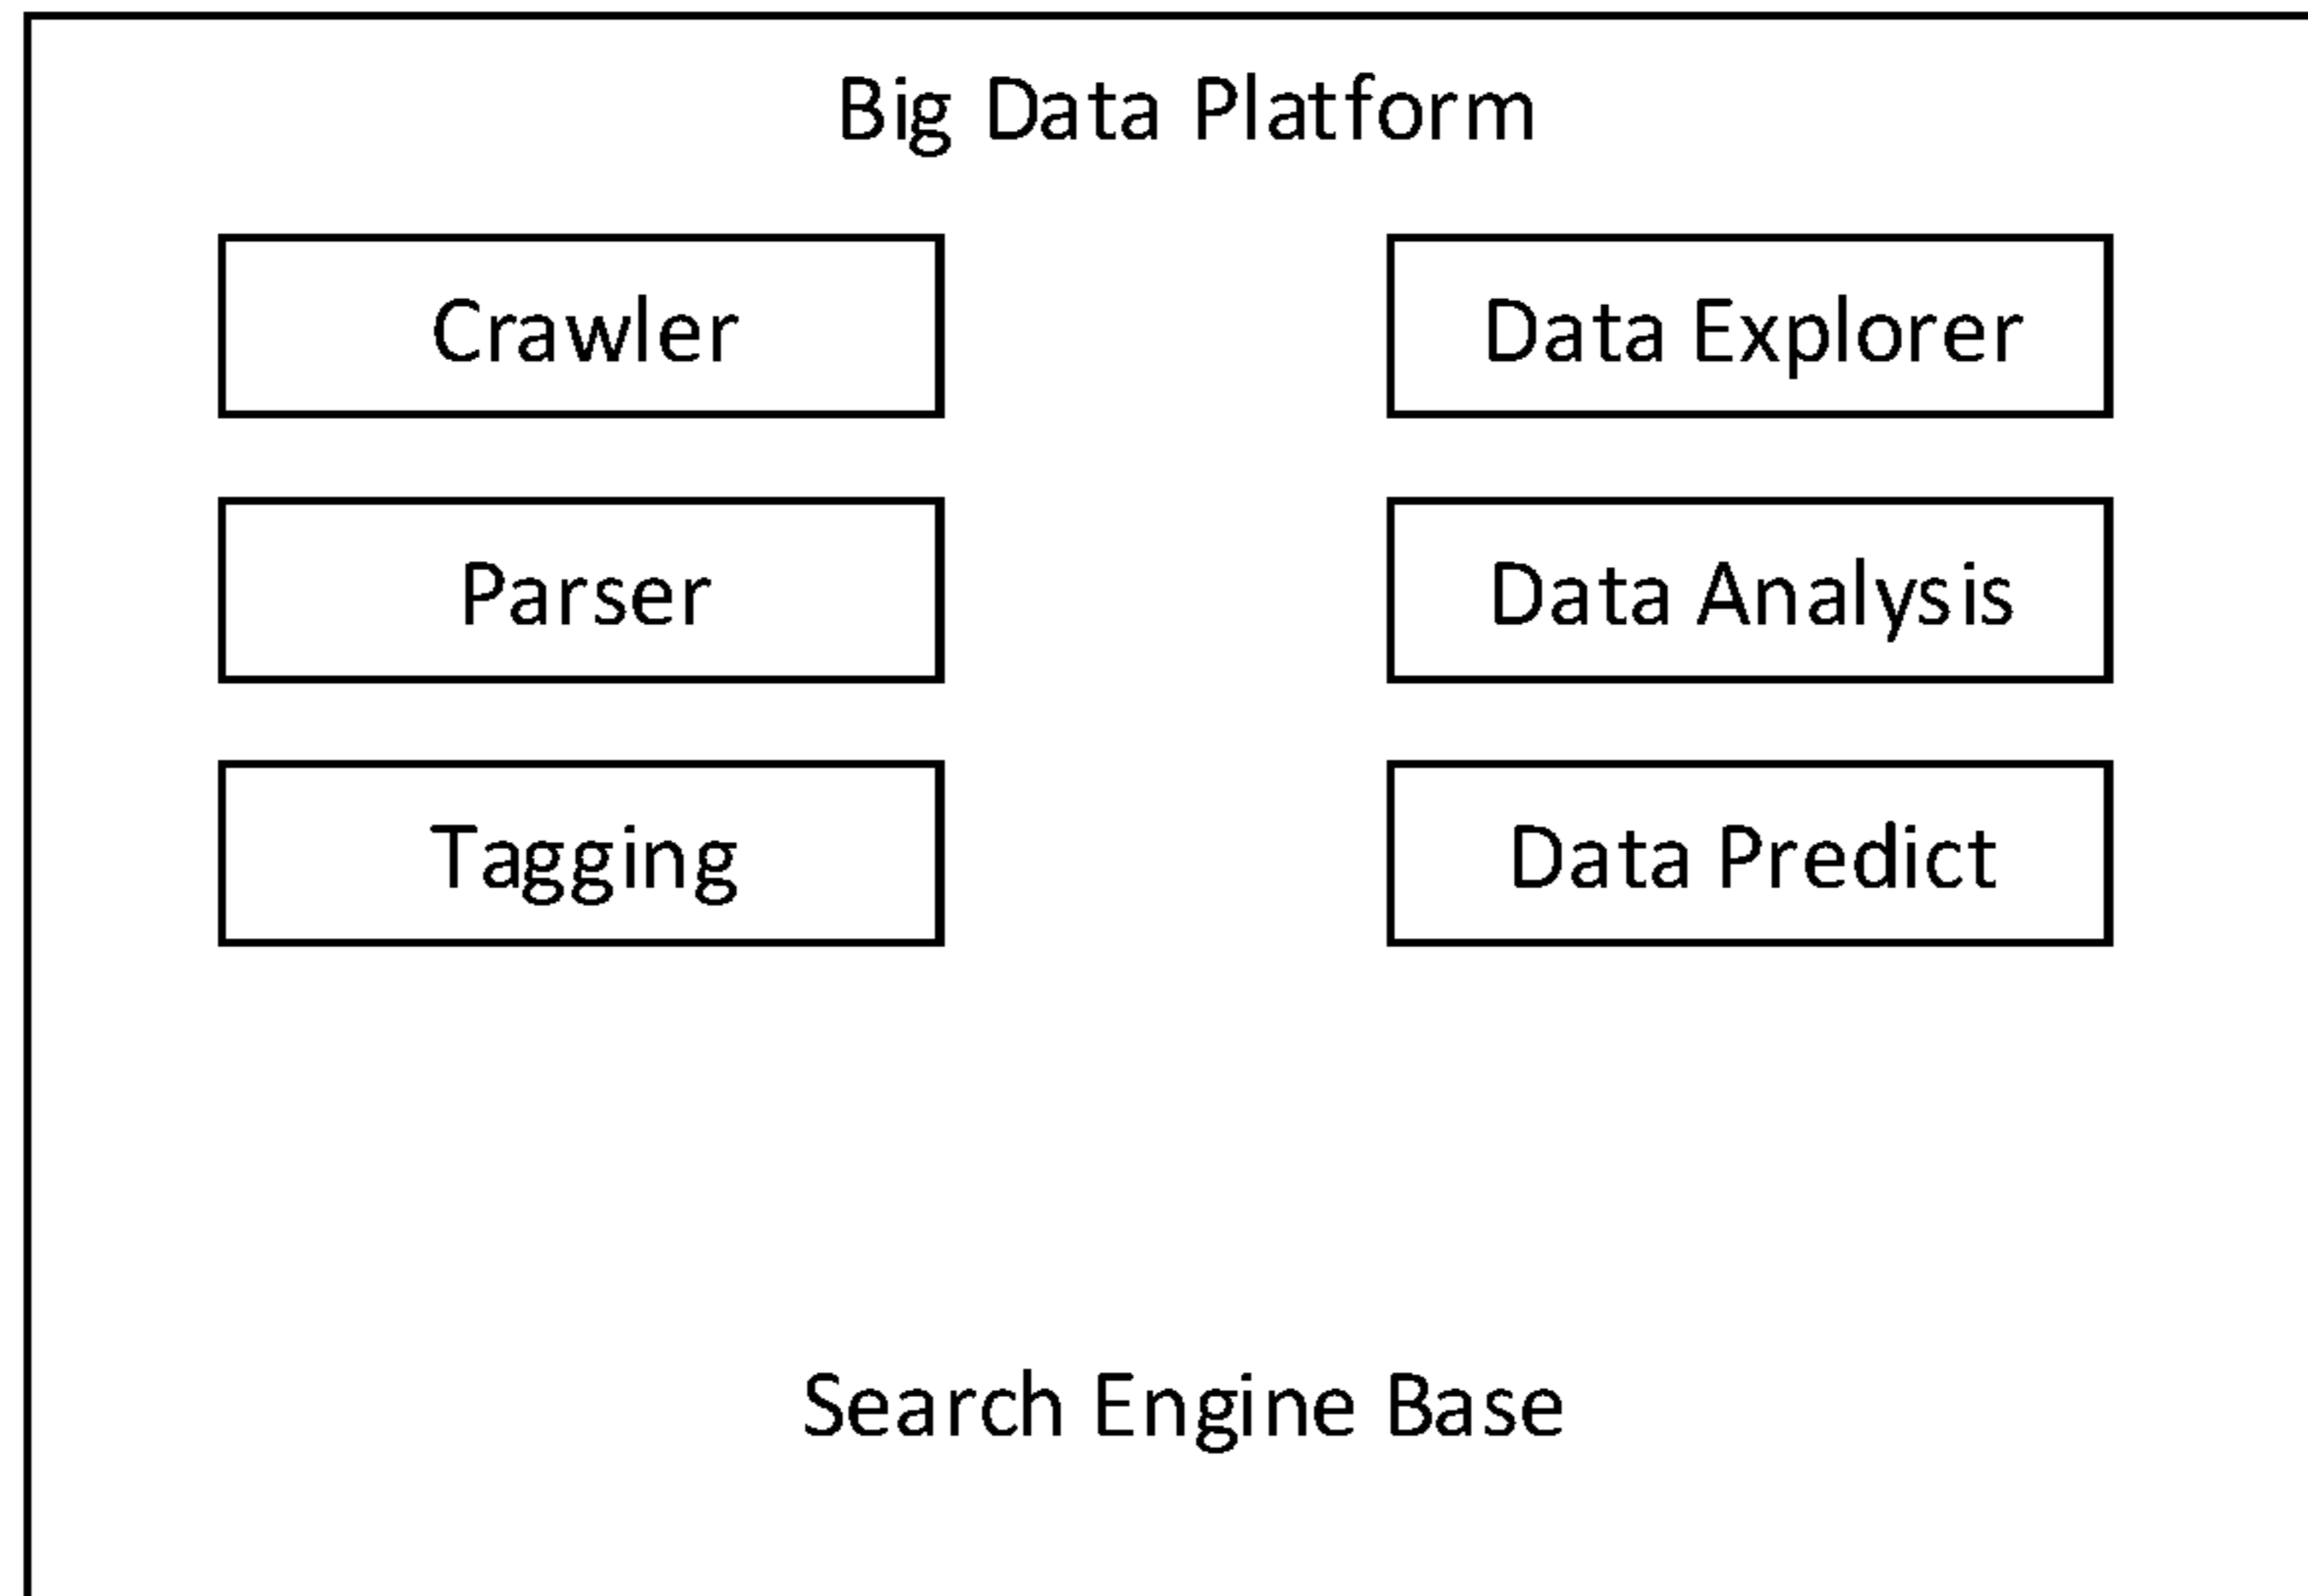 Big Data Platform
Crawler
Data Explorer
Parser
Data Analysis
Tagging
Data Predict
Search Engine Base